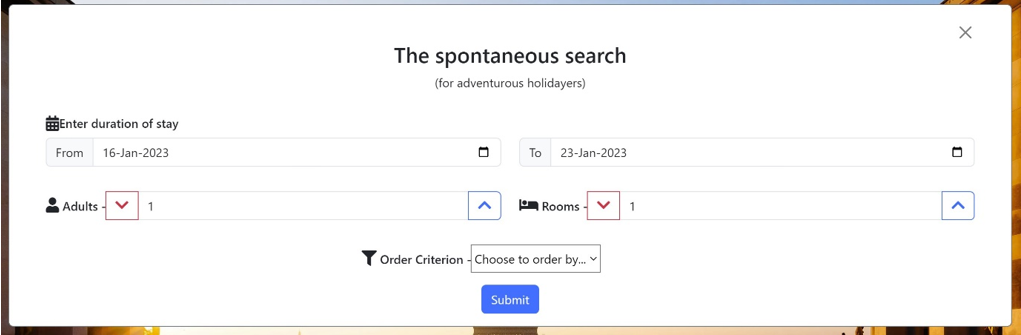 The spontaneous search
(for adventurous holidayers)
Enter duration of stay
From 16-Jan-2023 To 23-Jan-2023
Adults - 1 Rooms - 1
Order Criterion - Choose to order by...
Submit